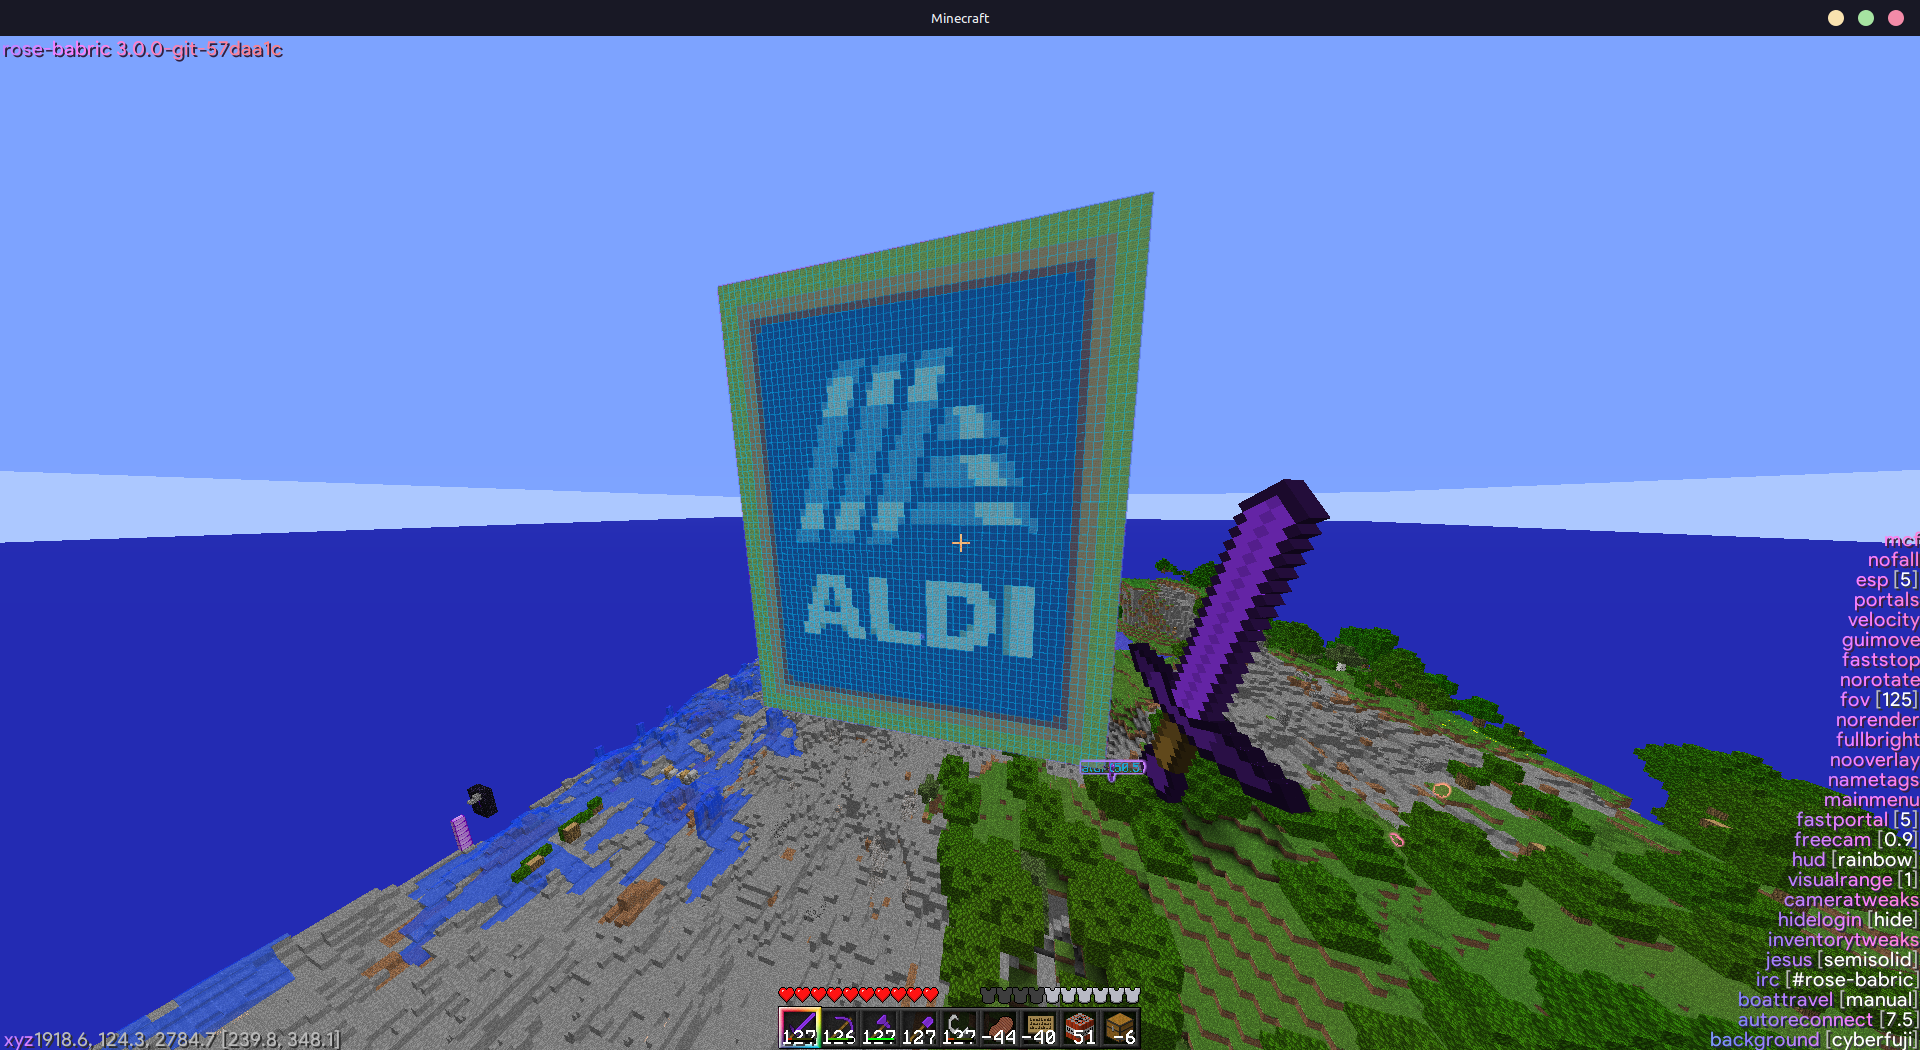 Minecraft
rose-babric 3.0.0-git-57daa1c
ALDI
mcf
nofall
esp [5]
portals
velocity
guimove
faststop
norotate
fov [125]
norender
fullbright
nooverlay
nametags
mainmenu
fastportal [5]
freecam [0.9]
hud [rainbow]
visualrange [1]
cameratweaks
hidelogin [hide]
inventorytweaks
jesus [semisolid]
irc [#rose-babric]
boattravel [manual]
autoreconnect [7.5]
background [cyberfuji]
127 126 127 127 127 -44 -40 51 -6
xyz1918.6, 124.3, 2784.7 [239.8, 348.1]